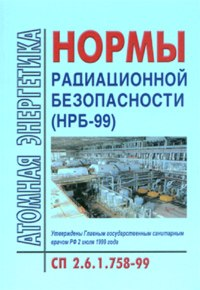 АТОМНАЯ ЭНЕРГЕТИКА
НОРМЫ
РАДИАЦИОННОЙ
БЕЗОПАСНОСТИ
(НРБ-99)
Утверждены Главным государственным санитарным
врачом РФ 2 июля 1999 года
СП 2.6.1.758-99